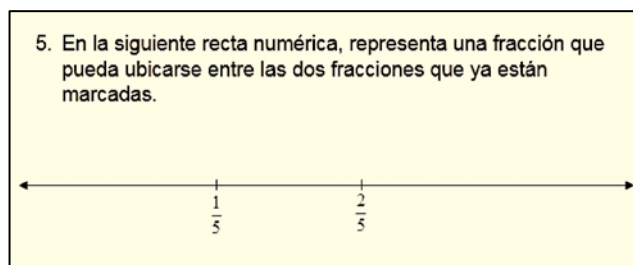 5. En la siguiente recta numérica, representa una fracción que
pueda ubicarse entre las dos fracciones que ya están
marcadas.
1/5 2/5